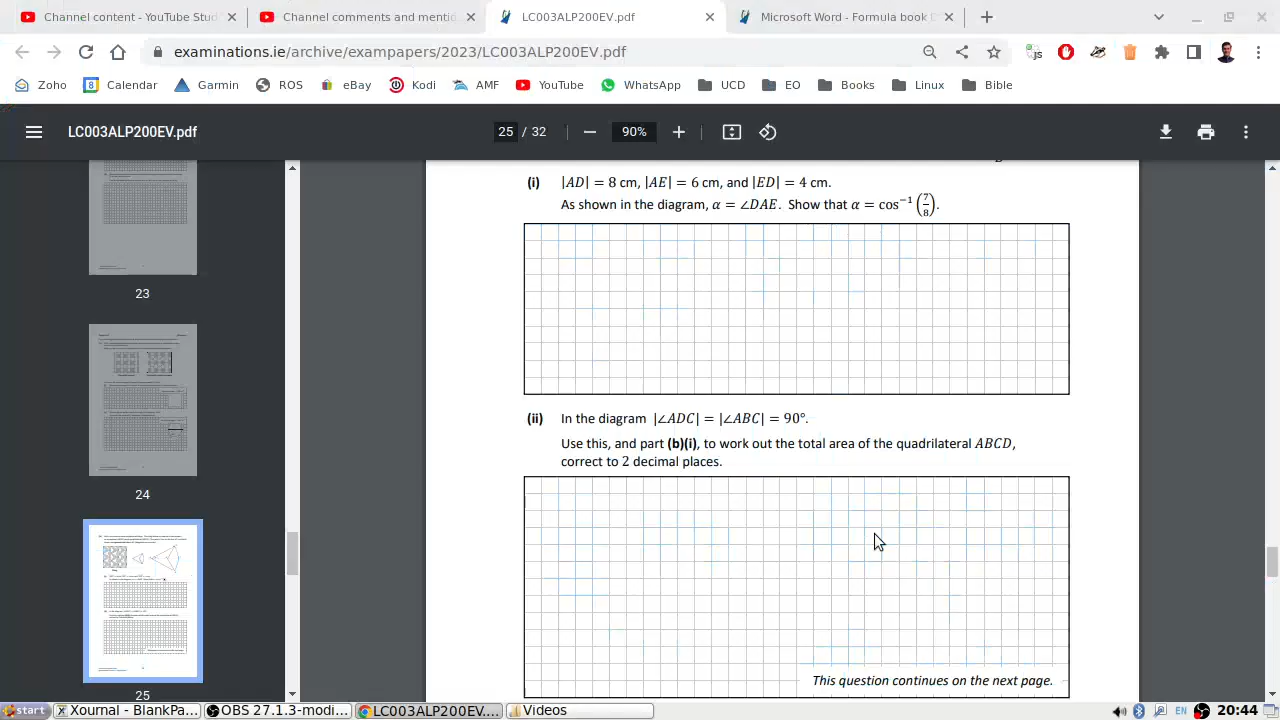 Channel content - YouTube Stud
Channel comments and mentio
LC003ALP200EV.pdf
Microsoft Word - Formula book D
examinations.ie/archive/exampapers/2023/LC003ALP200EV.pdf
JS
Zoho
8
Calendar
Garmin
ROS
eBay
Kodi
AMF
YouTube
WhatsApp
UCD
EO
Books
Linux
Bible
LC003ALP200EV.pdf
25 / 32
90%
23
24
25
(i) |AD| = 8 cm, |AE| = 6 cm, and |ED| = 4 cm.
As shown in the diagram, α = ∠DAE. Show that α = cos⁻¹ (7/8).
(ii) In the diagram |∠ADC| = |∠ABC| = 90°.
Use this, and part (b)(i), to work out the total area of the quadrilateral ABCD,
correct to 2 decimal places.
This question continues on the next page.
start
Xournal - BlankPa...
OBS 27.1.3-modi...
LC003ALP200EV....
Videos
EN
20:44